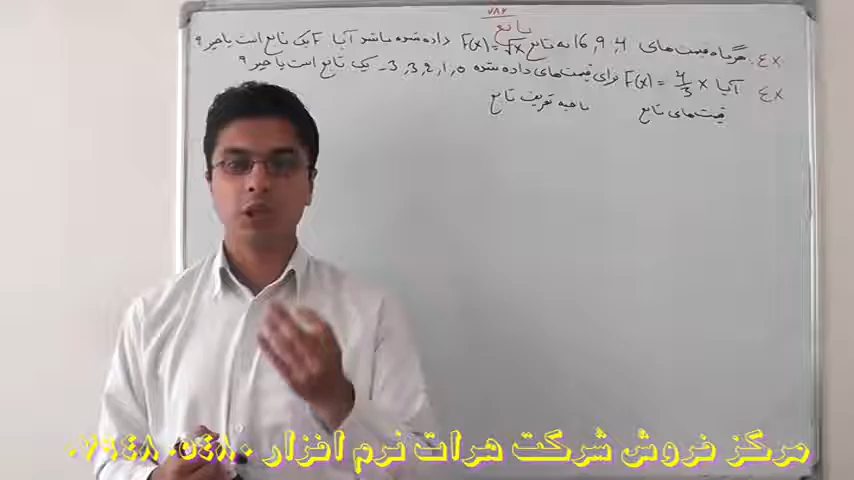 ٧٨٦
تابع
Ex. هرگاه قیمت های 4, 9, 16 به تابع F(x)=√x داده شده باشد آیا F یک تابع است یا خیر ؟
Ex آیا F(x) = 4/3 x برای قیمت های داده شده 0, 1, 2, 3, -3 یک تابع است یا خیر ؟
قیمت های تابع ناحیه تعریف تابع
مرکز فروش شرکت هرات نرم افزار